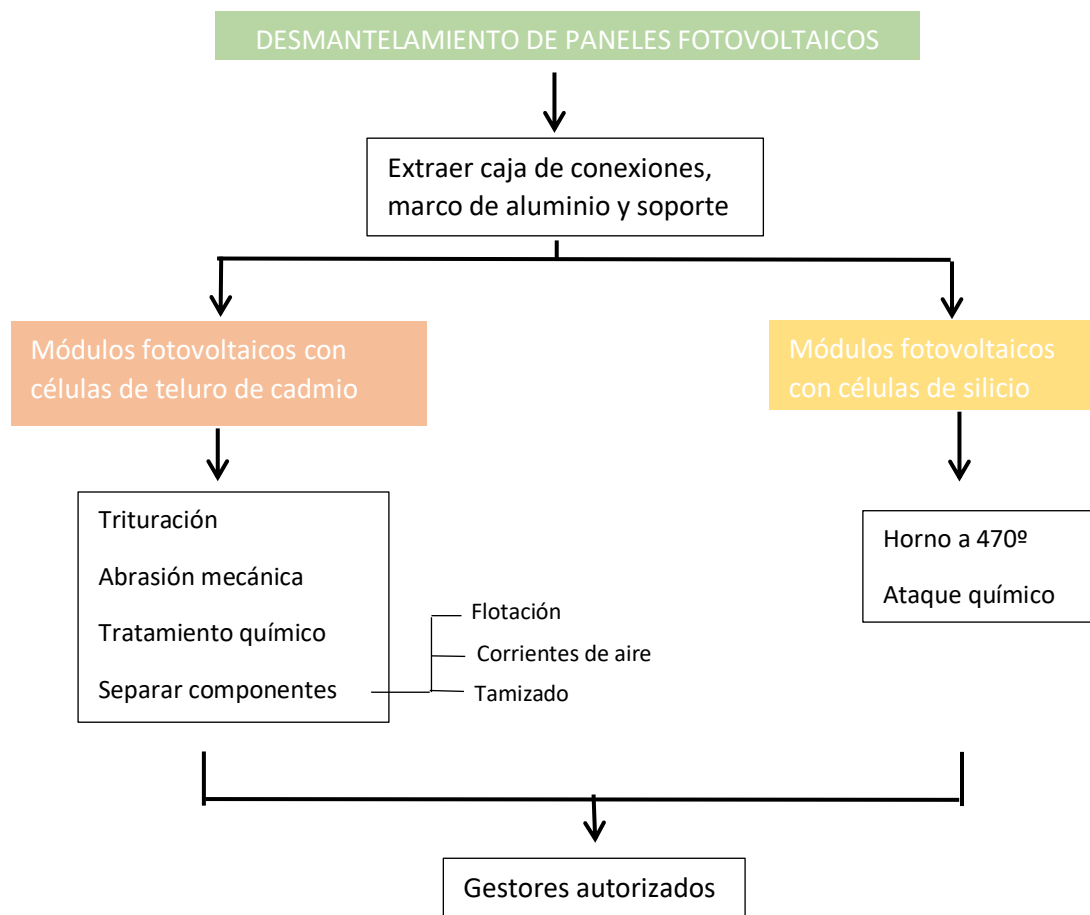 DESMANTELAMIENTO DE PANELES FOTOVOLTAICOS
Extraer caja de conexiones,
marco de aluminio y soporte
Módulos fotovoltaicos con
células de teluro de cadmio
Módulos fotovoltaicos
con células de silicio
Trituración
Abrasión mecánica
Tratamiento químico
Separar componentes
Flotación
Corrientes de aire
Tamizado
Horno a 470º
Ataque químico
Gestores autorizados